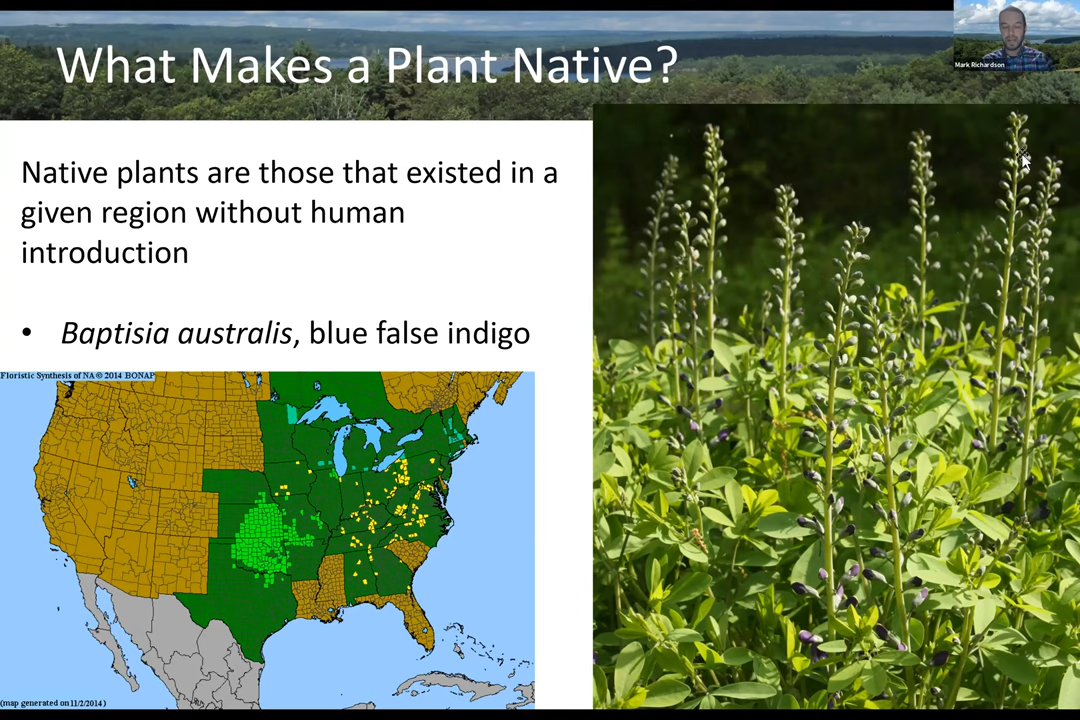 What Makes a Plant Native?
Mark Richardson
Native plants are those that existed in a
given region without human
introduction
• Baptisia australis, blue false indigo
Floristic Synthesis of NA © 2014 BONAP
(map generated on 11/2/2014)